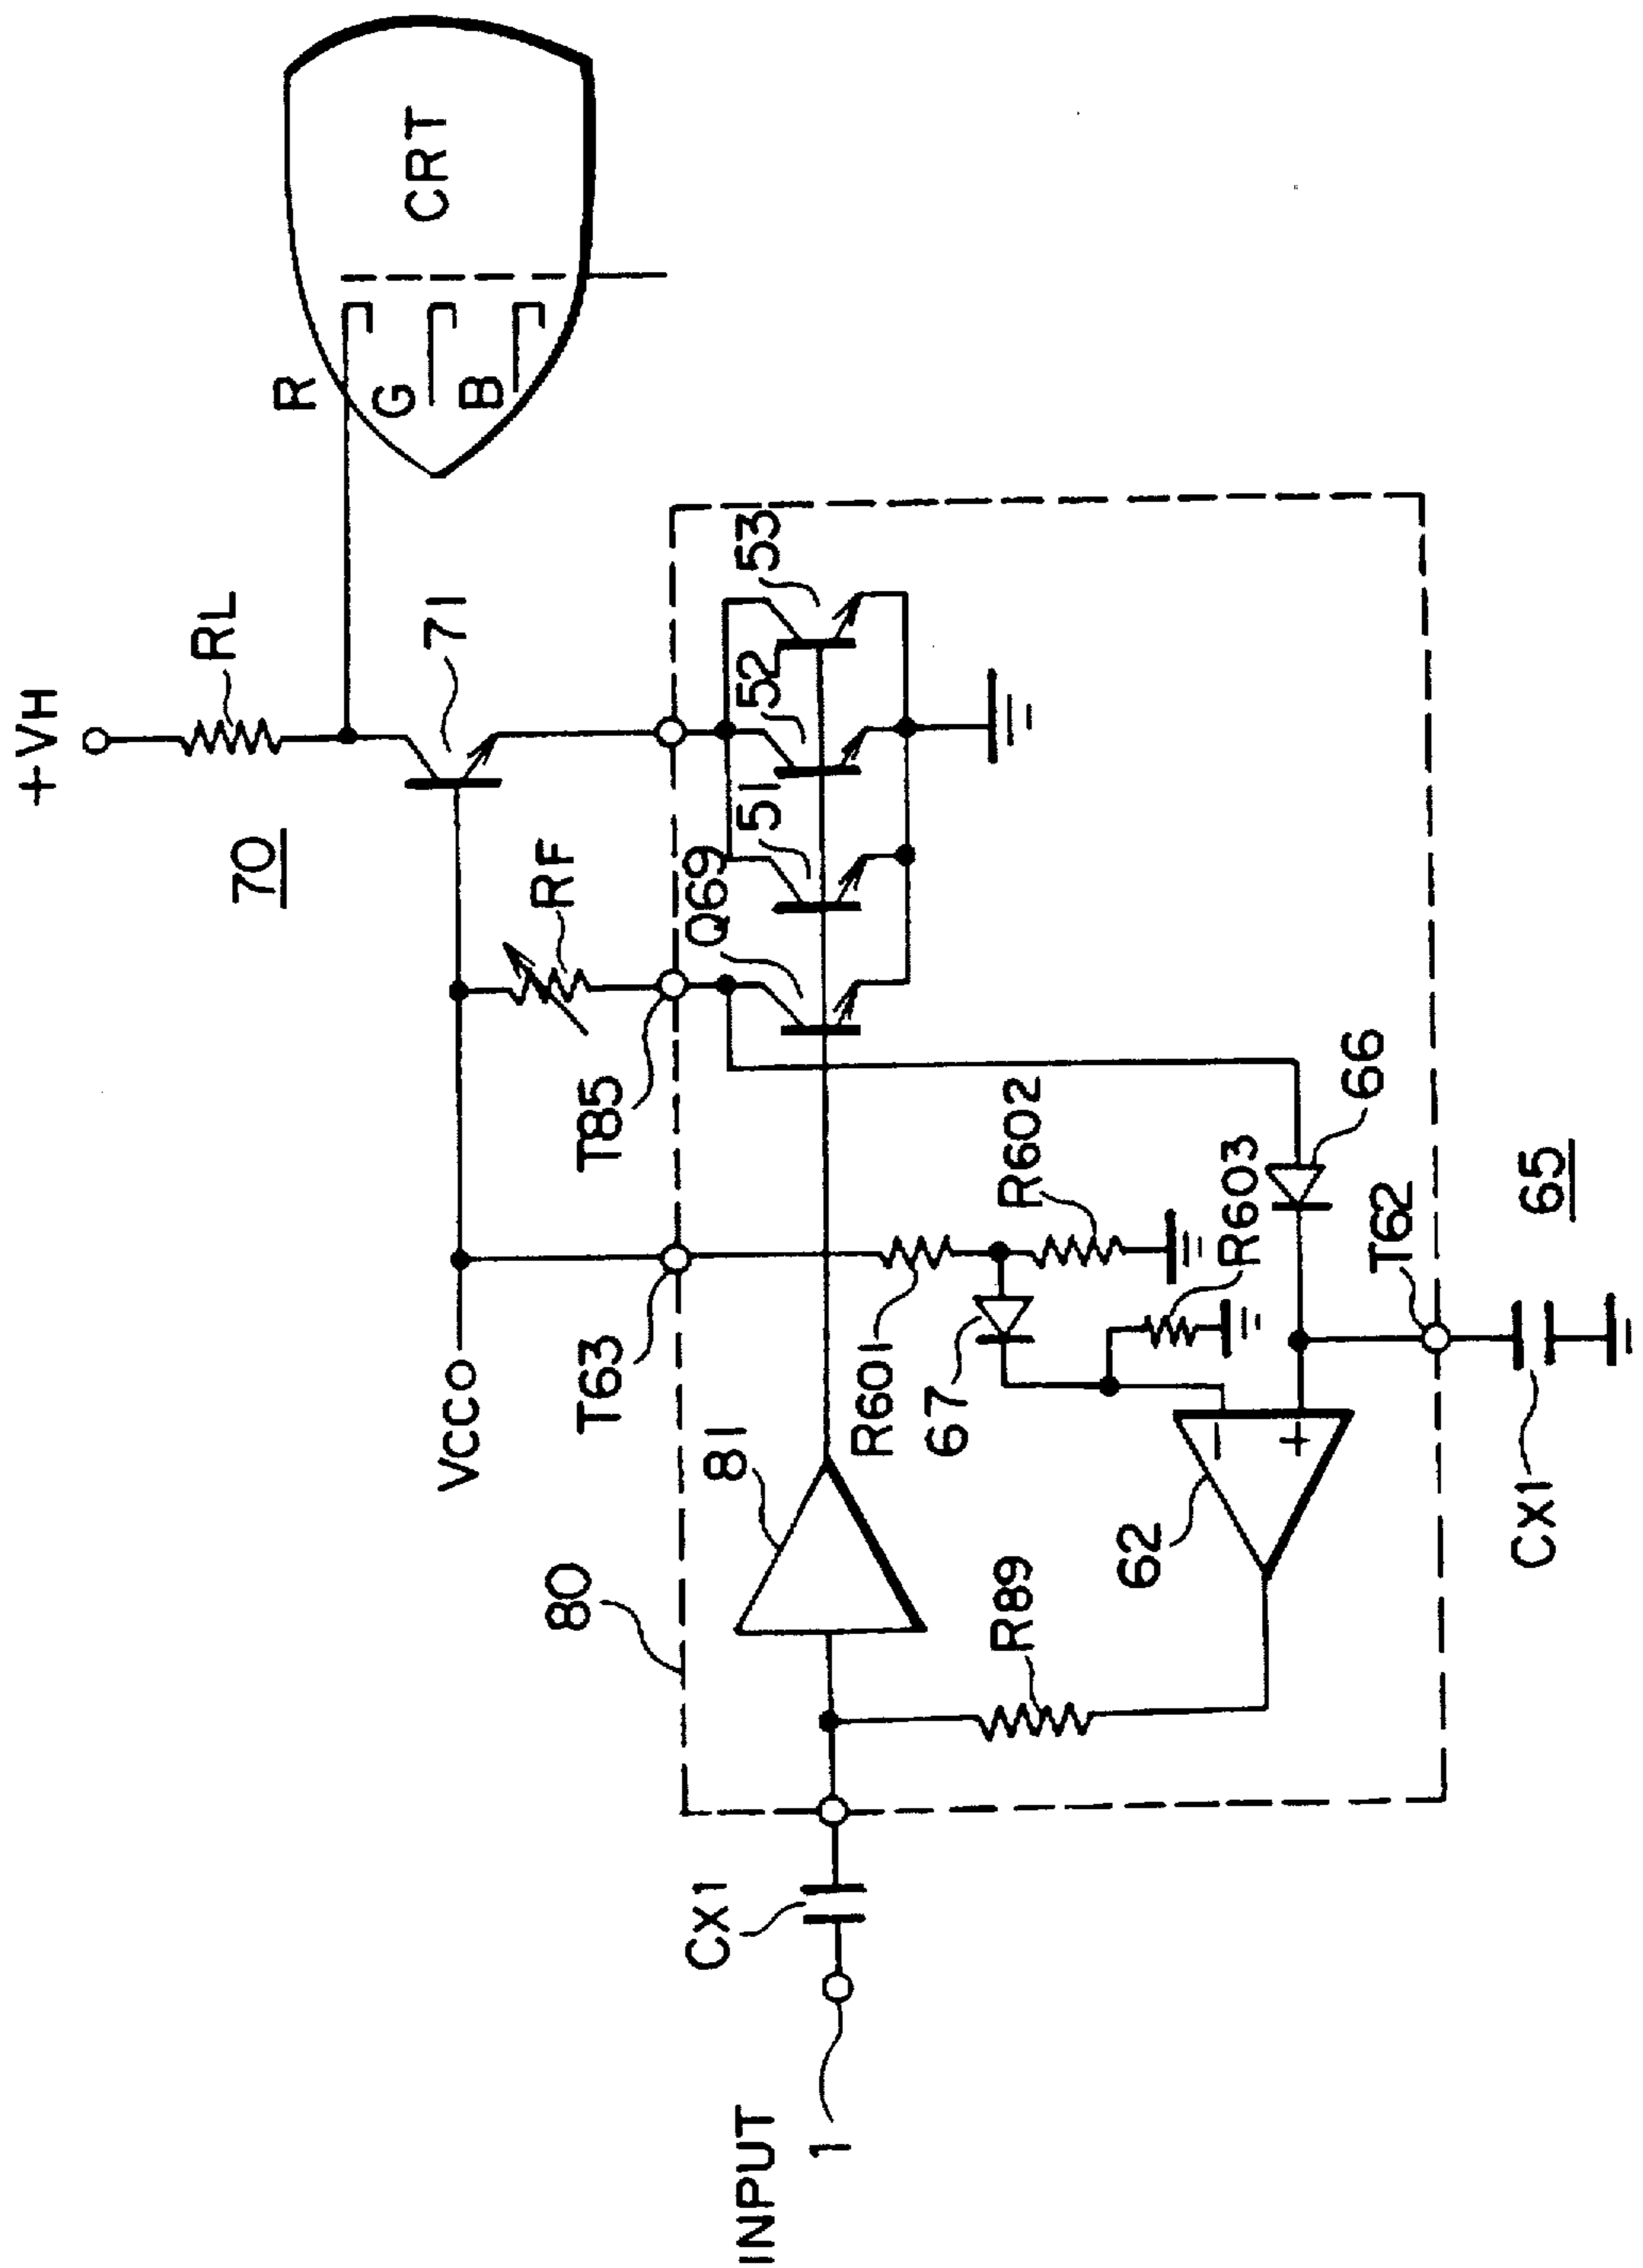 +VH
RL
70
71
R
G
B
CRT
VCC
RF
T63
T85
Q69
51
52
53
80
81
R601
67
R602
R603
66
R89
62
T62
65
CX1
CX1
INPUT
1
−
+